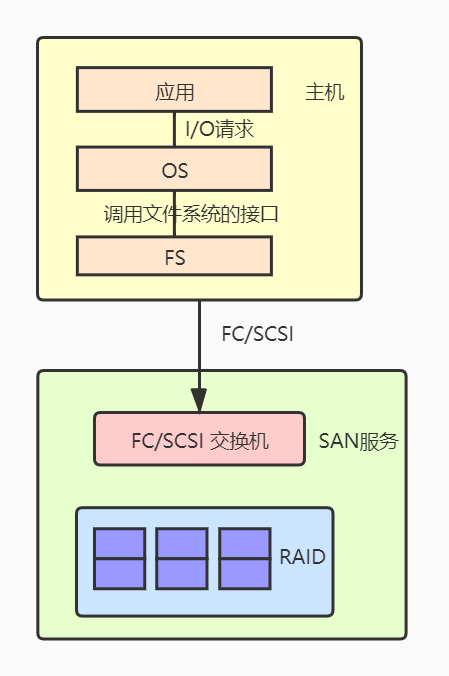 应用
主机
I/O请求
OS
调用文件系统的接口
FS
FC/SCSI
FC/SCSI 交换机
SAN服务
RAID